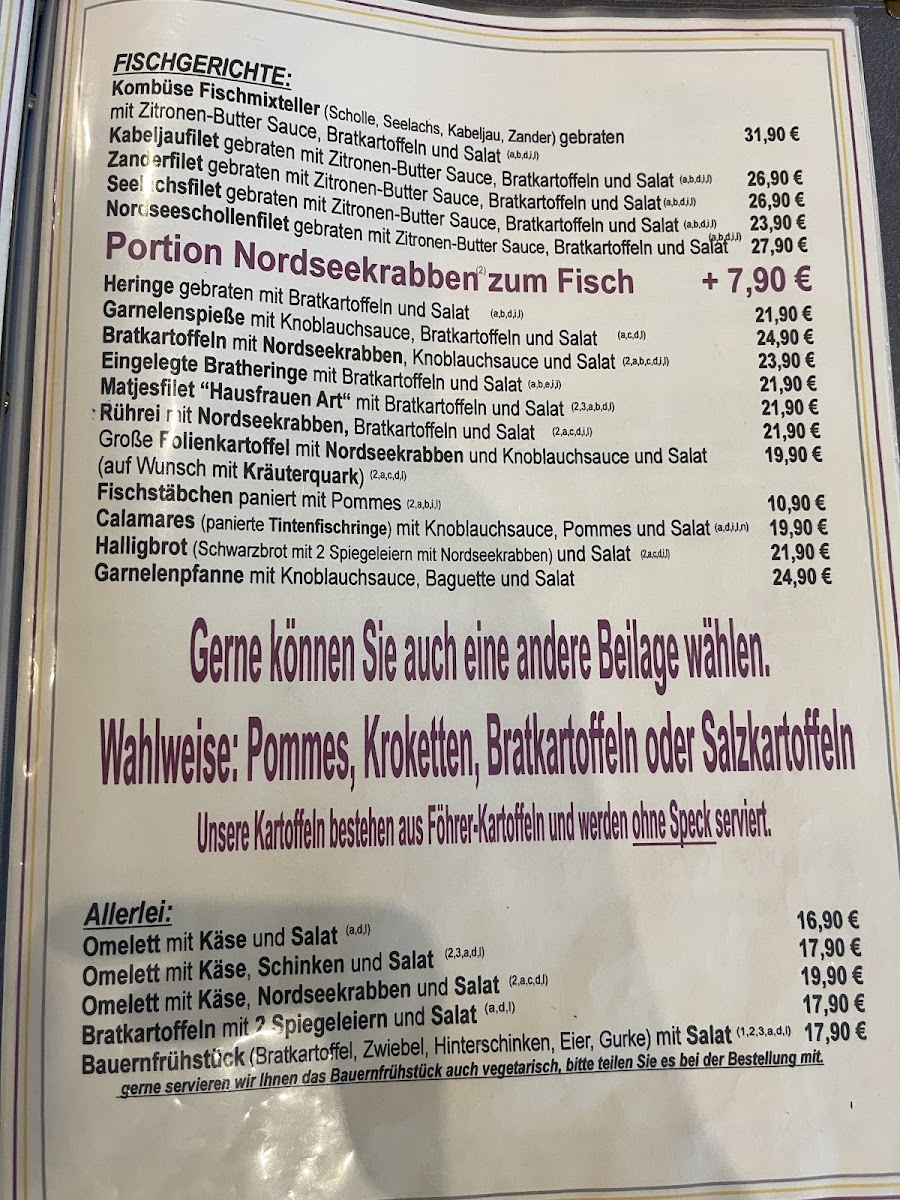 FISCHGERICHTE:
Kombüse Fischmixteller (Scholle, Seelachs, Kabeljau, Zander) gebraten 31,90 €
mit Zitronen-Butter Sauce, Bratkartoffeln und Salat (a,b,d,i,l)
Kabeljaufilet gebraten mit Zitronen-Butter Sauce, Bratkartoffeln und Salat (a,b,d,i,l) 26,90 €
Zanderfilet gebraten mit Zitronen-Butter Sauce, Bratkartoffeln und Salat (a,b,d,i,l) 26,90 €
Seelachsfilet gebraten mit Zitronen-Butter Sauce, Bratkartoffeln und Salat (a,b,d,i,l) 23,90 €
Nordseeschollenfilet gebraten mit Zitronen-Butter Sauce, Bratkartoffeln und Salat (a,b,d,i,l) 27,90 €
Portion Nordseekrabben (2) zum Fisch + 7,90 €
Heringe gebraten mit Bratkartoffeln und Salat (a,b,d,i,l) 21,90 €
Garnelenspieße mit Knoblauchsauce, Bratkartoffeln und Salat (a,c,d,l) 24,90 €
Bratkartoffeln mit Nordseekrabben, Knoblauchsauce und Salat (2,a,b,c,d,i,l) 23,90 €
Eingelegte Bratheringe mit Bratkartoffeln und Salat (a,b,e,i,l) 21,90 €
Matjesfilet “Hausfrauen Art“ mit Bratkartoffeln und Salat (2,3,a,b,d,l) 21,90 €
Rührei mit Nordseekrabben, Bratkartoffeln und Salat (2,a,c,d,i,l) 21,90 €
Große Folienkartoffel mit Nordseekrabben und Knoblauchsauce und Salat 19,90 €
(auf Wunsch mit Kräuterquark) (2,a,c,d,l)
Fischstäbchen paniert mit Pommes (2,a,b,i,l) 10,90 €
Calamares (panierte Tintenfischringe) mit Knoblauchsauce, Pommes und Salat (a,d,i,l,n) 19,90 €
Halligbrot (Schwarzbrot mit 2 Spiegeleiern mit Nordseekrabben) und Salat (2,a,c,d,i,l) 21,90 €
Garnelenpfanne mit Knoblauchsauce, Baguette und Salat 24,90 €
Gerne können Sie auch eine andere Beilage wählen.
Wahlweise: Pommes, Kroketten, Bratkartoffeln oder Salzkartoffeln
Unsere Kartoffeln bestehen aus Föhrer-Kartoffeln und werden ohne Speck serviert.
Allerlei:
Omelett mit Käse und Salat (a,d,l) 16,90 €
Omelett mit Käse, Schinken und Salat (2,3,a,d,l) 17,90 €
Omelett mit Käse, Nordseekrabben und Salat (2,a,c,d,l) 19,90 €
Bratkartoffeln mit 2 Spiegeleiern und Salat (a,d,l) 17,90 €
Bauernfrühstück (Bratkartoffel, Zwiebel, Hinterschinken, Eier, Gurke) mit Salat (1,2,3,a,d,l) 17,90 €
gerne servieren wir Ihnen das Bauernfrühstück auch vegetarisch, bitte teilen Sie es bei der Bestellung mit.